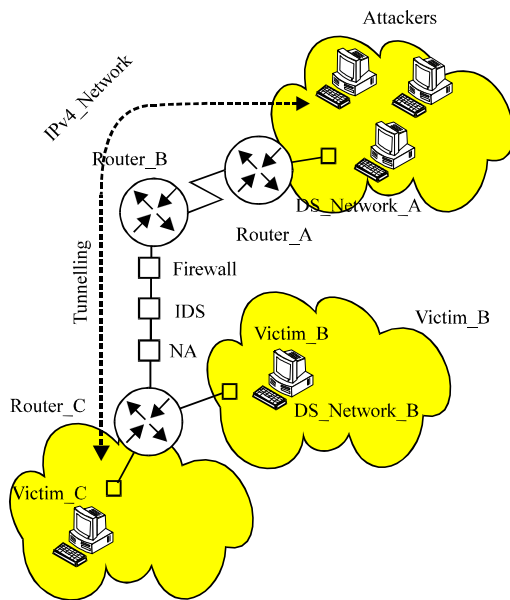 Attackers
IPv4_Network
Router_B
DS_Network_A
Router_A
Tunnelling
Firewall
IDS
NA
Victim_B
Victim_B
DS_Network_B
Router_C
Victim_C